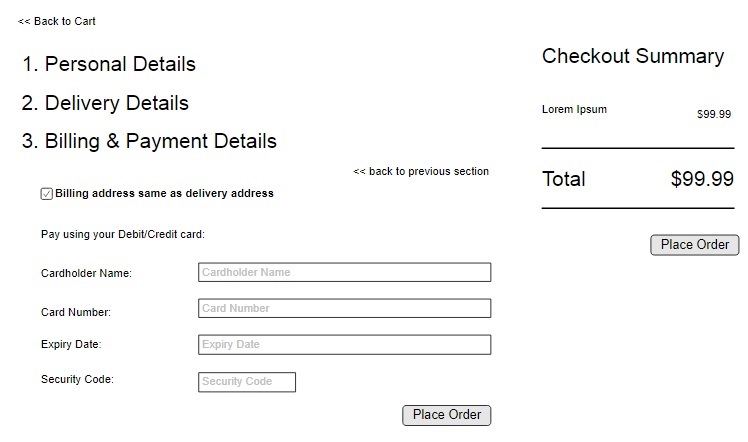 << Back to Cart
1. Personal Details
2. Delivery Details
3. Billing & Payment Details
<< back to previous section
Billing address same as delivery address
Pay using your Debit/Credit card:
Cardholder Name: Cardholder Name
Card Number: Card Number
Expiry Date: Expiry Date
Security Code: Security Code
Place Order
Checkout Summary
Lorem Ipsum $99.99
Total $99.99
Place Order